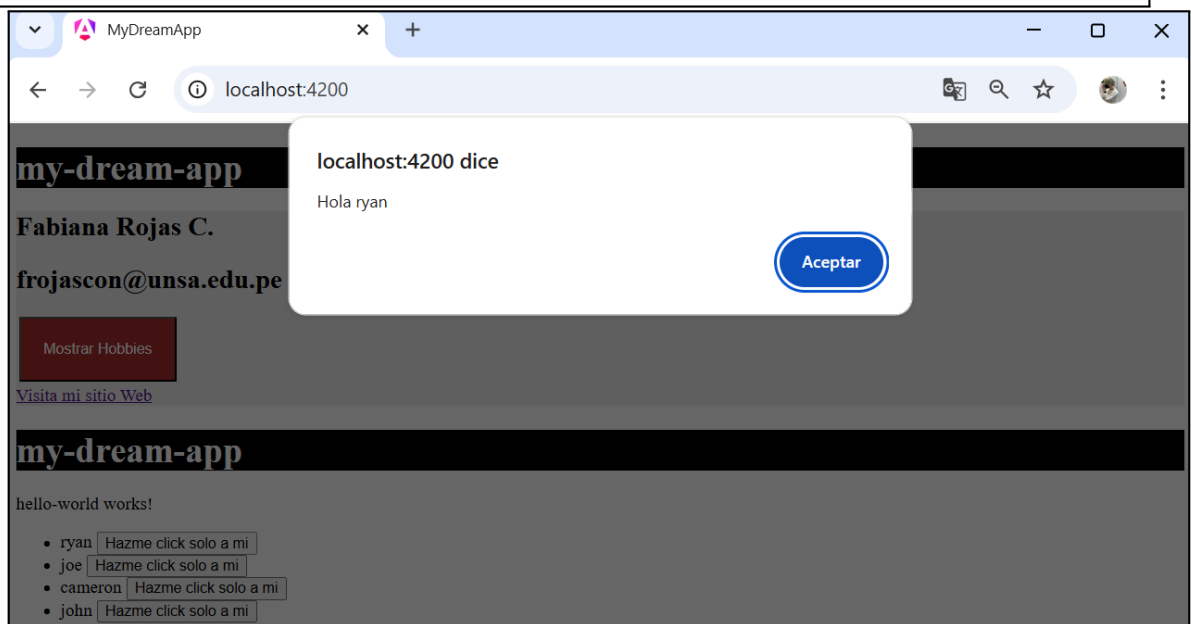 MyDreamApp
localhost:4200
localhost:4200 dice
Hola ryan
Aceptar
my-dream-app
Fabiana Rojas C.
frojascon@unsa.edu.pe
Mostrar Hobbies
Visita mi sitio Web
my-dream-app
hello-world works!
ryan Hazme click solo a mi
joe Hazme click solo a mi
cameron Hazme click solo a mi
john Hazme click solo a mi